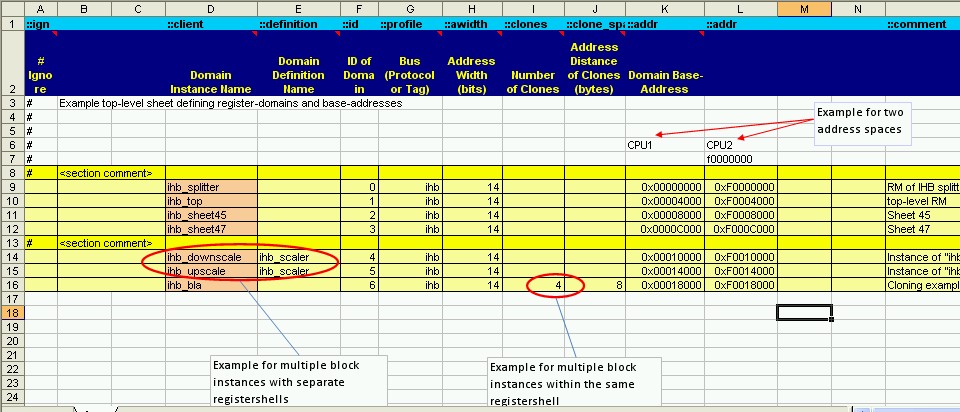 A B C D E F G H I J K L M N
1 ::ign ::client ::definition ::id ::profile ::awidth ::clones ::clone_spa ::addr ::addr ::comment
# Address
Igno Domain ID of Bus Address Distance
re Domain Definition Doma (Protocol Width Number of Clones Domain Base-
2 Instance Name Name in or Tag) (bits) of Clones (bytes) Address
3 # Example top-level sheet defining register-domains and base-addresses
4 #
Example for two
address spaces
5 #
6 # CPU1 CPU2
7 # f0000000
8 # <section comment>
9 ihb_splitter 0 ihb 14 0x00000000 0xF0000000 RM of IHB splitt
10 ihb_top 1 ihb 14 0x00004000 0xF0004000 top-level RM
11 ihb_sheet45 2 ihb 14 0x00008000 0xF0008000 Sheet 45
12 ihb_sheet47 3 ihb 14 0x0000C000 0xF000C000 Sheet 47
13 # <section comment>
14 ihb_downscale ihb_scaler 4 ihb 14 0x00010000 0xF0010000 Instance of "ihb
15 ihb_upscale ihb_scaler 5 ihb 14 0x00014000 0xF0014000 Instance of "ihb
16 ihb_bla 6 ihb 14 4 8 0x00018000 0xF0018000 Cloning examp
17
18
19
20
21
22
23
24
Example for multiple block
instances with separate
registershells
Example for multiple block
instances within the same
registershell